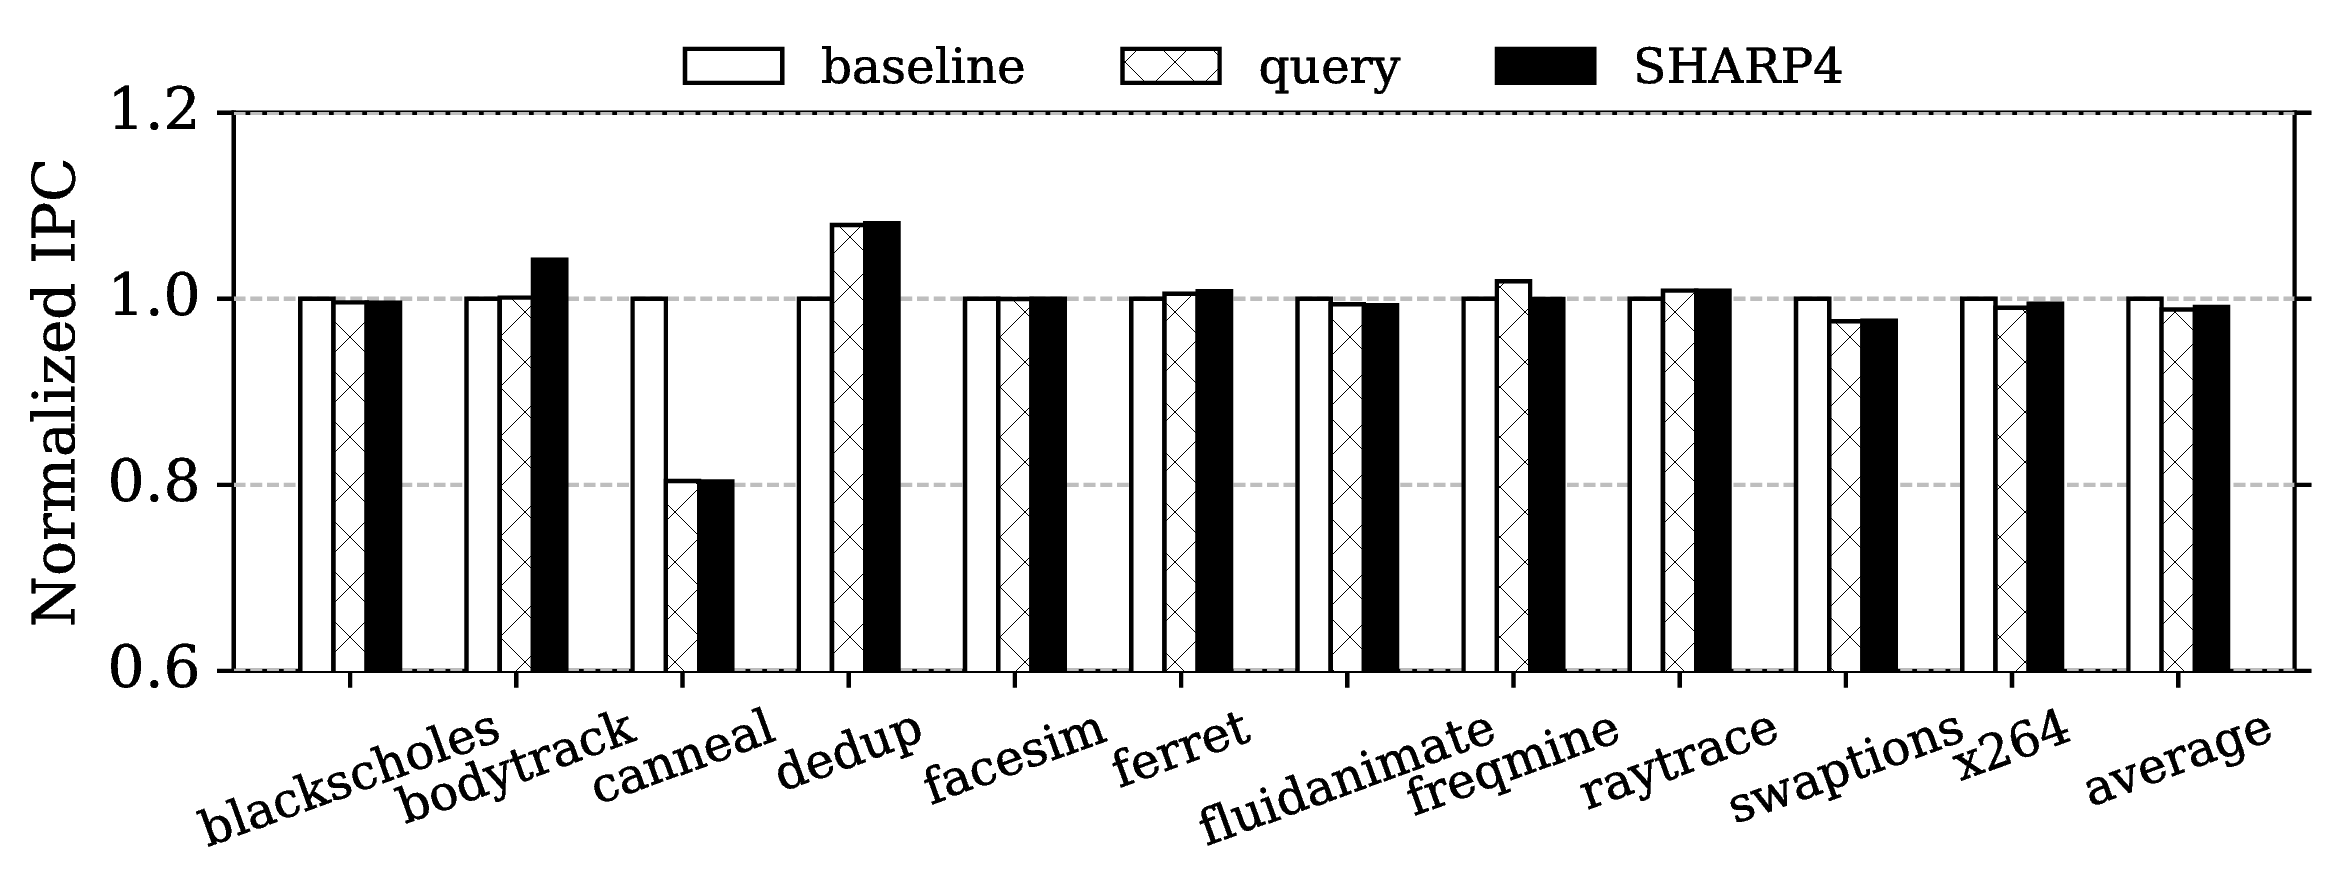 baseline query SHARP4
1.2
1.0
0.8
0.6
Normalized IPC
blackscholes bodytrack canneal dedup facesim ferret fluidanimate freqmine raytrace swaptions x264 average